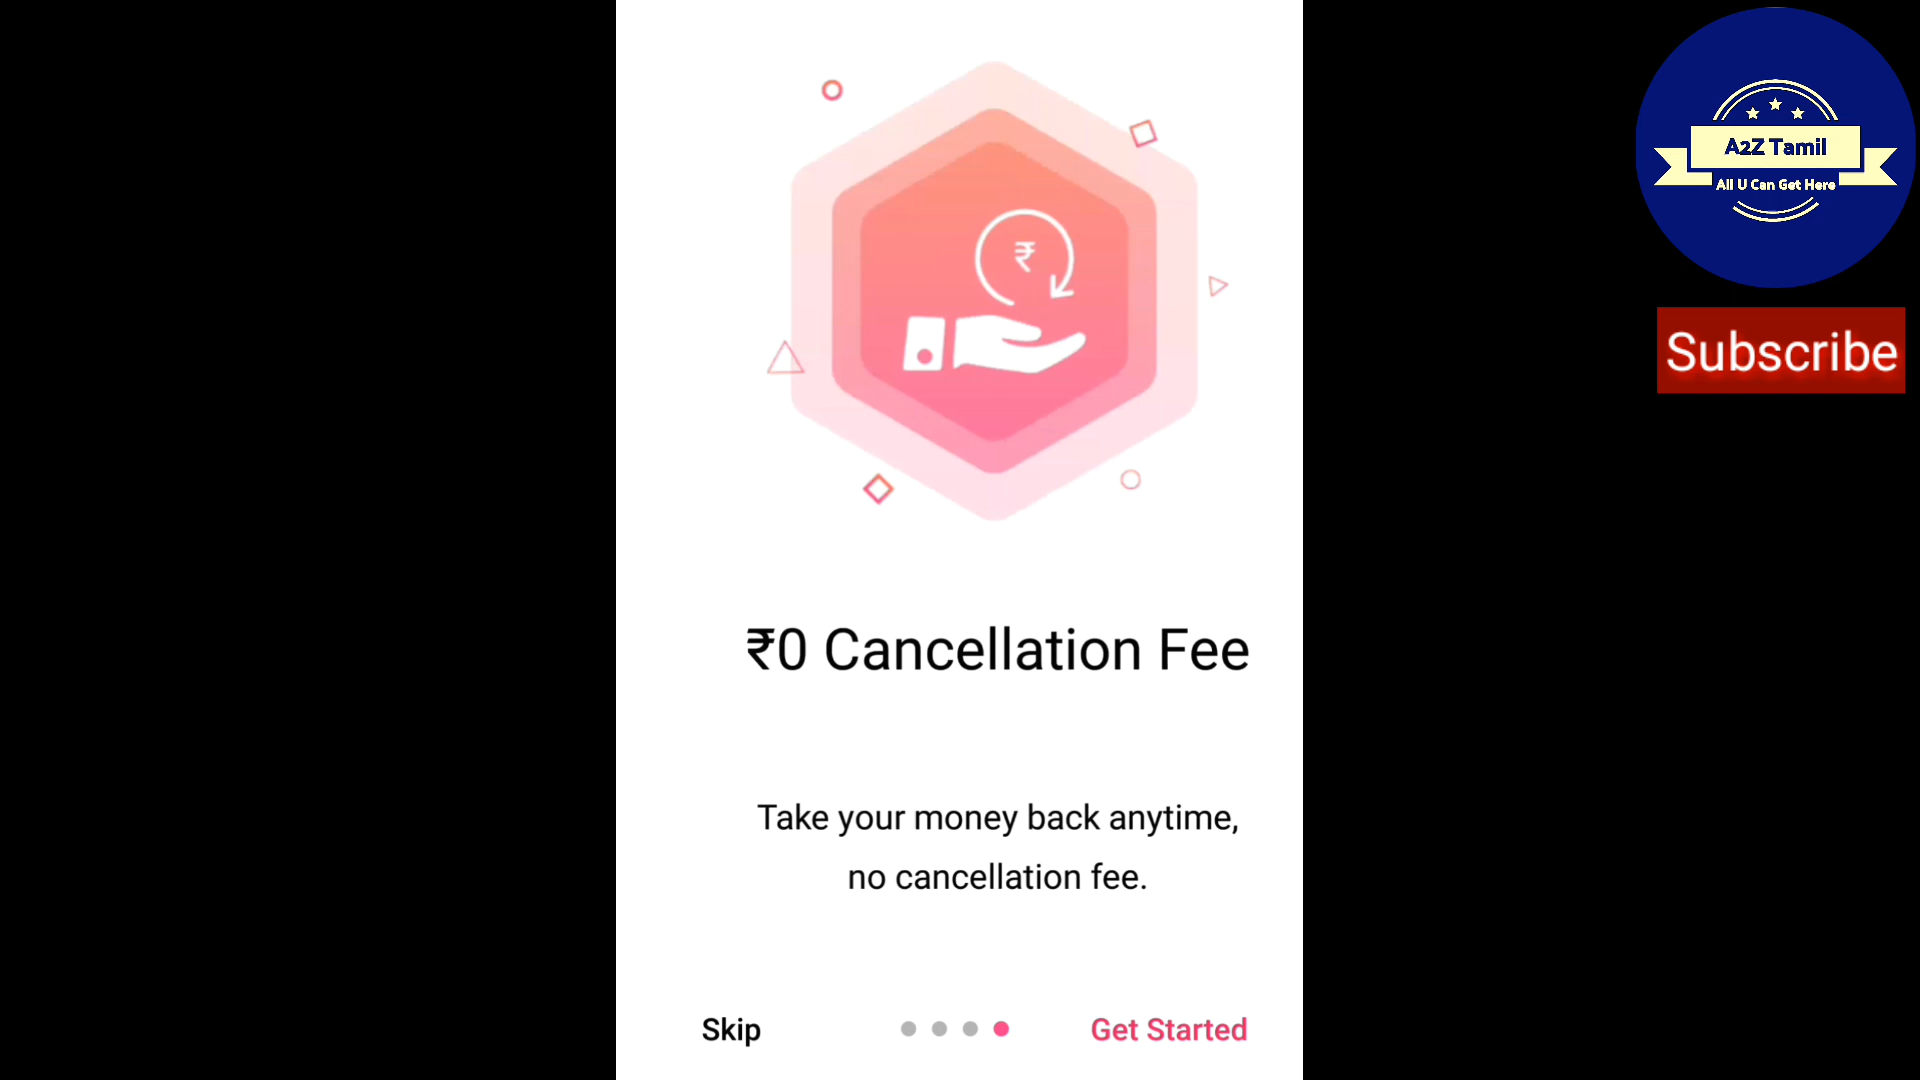 ₹
A2Z Tamil
All U Can Get Here
Subscribe
₹0 Cancellation Fee
Take your money back anytime,
no cancellation fee.
Skip
Get Started